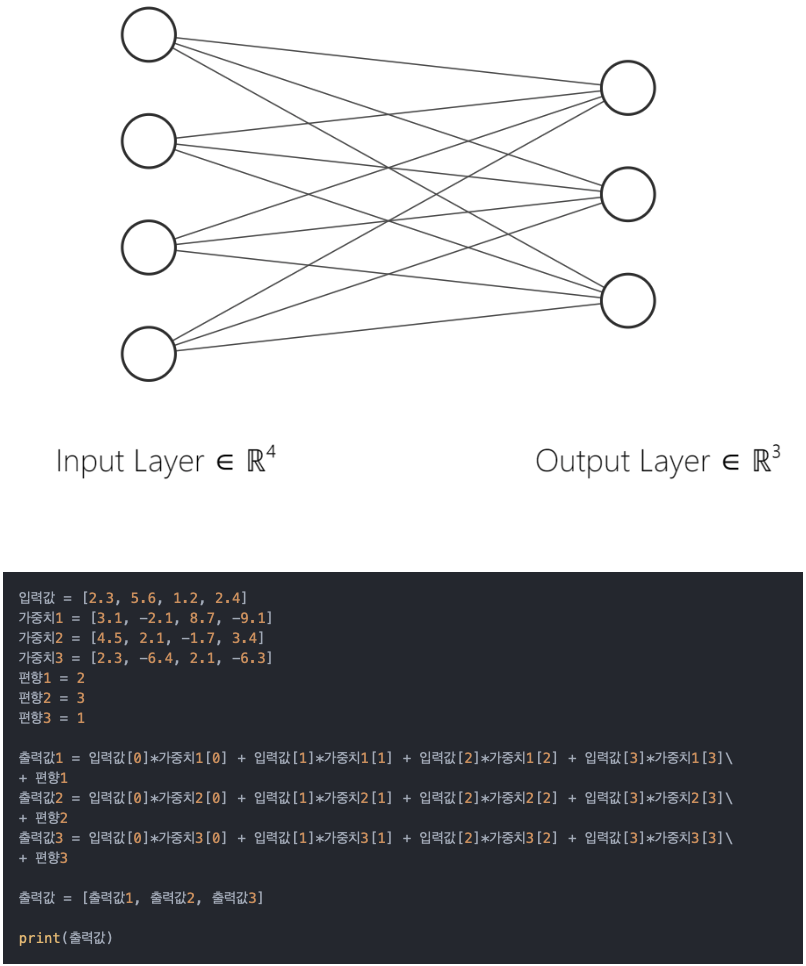 Input Layer ∈ ℝ⁴
Output Layer ∈ ℝ³
입력값 = [2.3, 5.6, 1.2, 2.4]
가중치1 = [3.1, -2.1, 8.7, -9.1]
가중치2 = [4.5, 2.1, -1.7, 3.4]
가중치3 = [2.3, -6.4, 2.1, -6.3]
편향1 = 2
편향2 = 3
편향3 = 1
출력값1 = 입력값[0]*가중치1[0] + 입력값[1]*가중치1[1] + 입력값[2]*가중치1[2] + 입력값[3]*가중치1[3]\
+ 편향1
출력값2 = 입력값[0]*가중치2[0] + 입력값[1]*가중치2[1] + 입력값[2]*가중치2[2] + 입력값[3]*가중치2[3]\
+ 편향2
출력값3 = 입력값[0]*가중치3[0] + 입력값[1]*가중치3[1] + 입력값[2]*가중치3[2] + 입력값[3]*가중치3[3]\
+ 편향3
출력값 = [출력값1, 출력값2, 출력값3]
print(출력값)